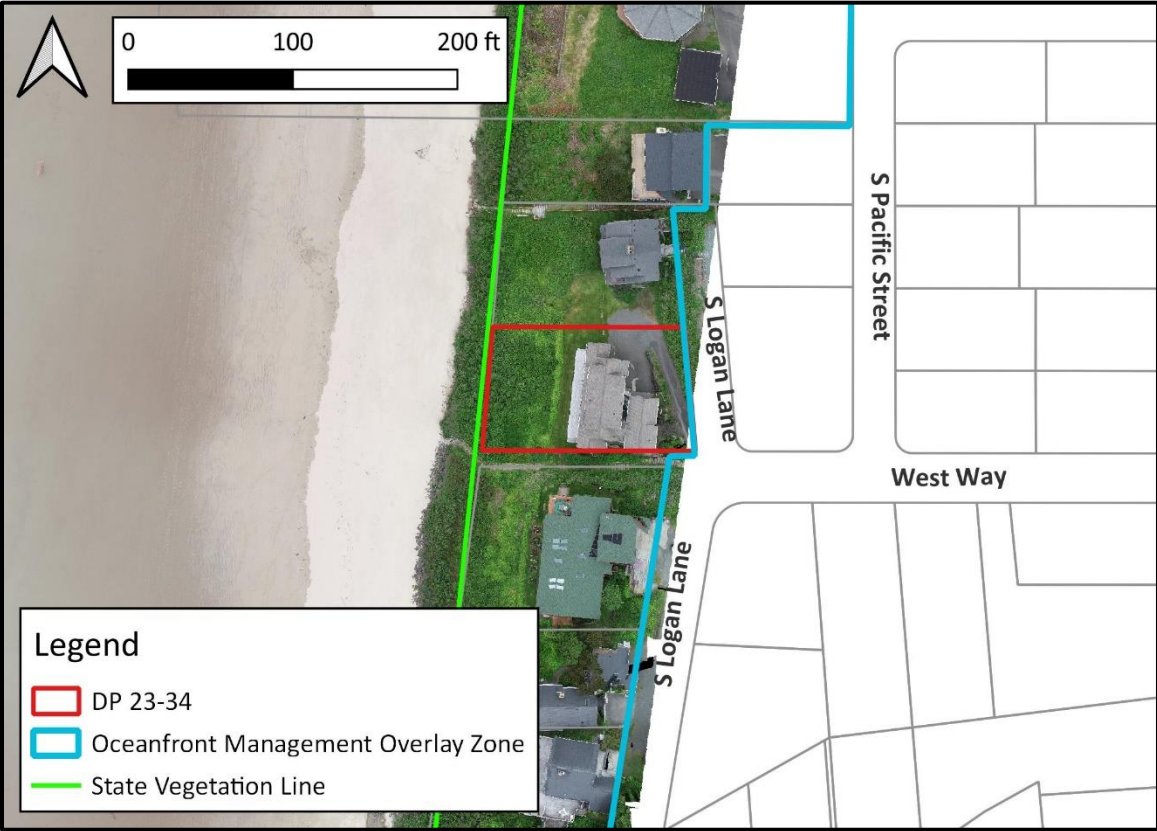 0 100 200 ft
S Pacific Street
S Logan Lane
West Way
S Logan Lane
Legend
DP 23-34
Oceanfront Management Overlay Zone
State Vegetation Line